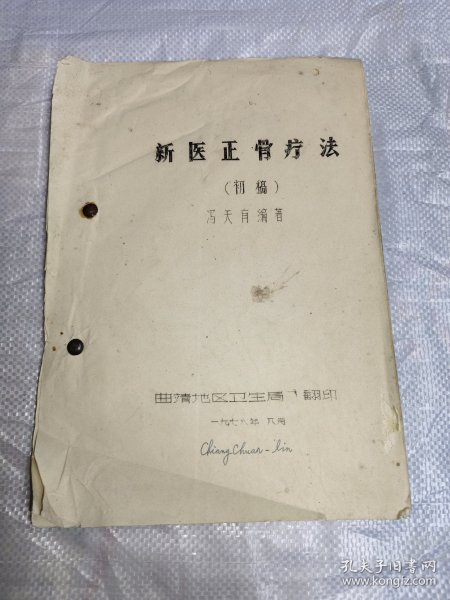 新医正骨疗法
（初稿）
冯天有编著
曲靖地区卫生局 翻印
一九七八年 八月
Chiang Chuan-lin
孔夫子旧书网
www.kongfz.com